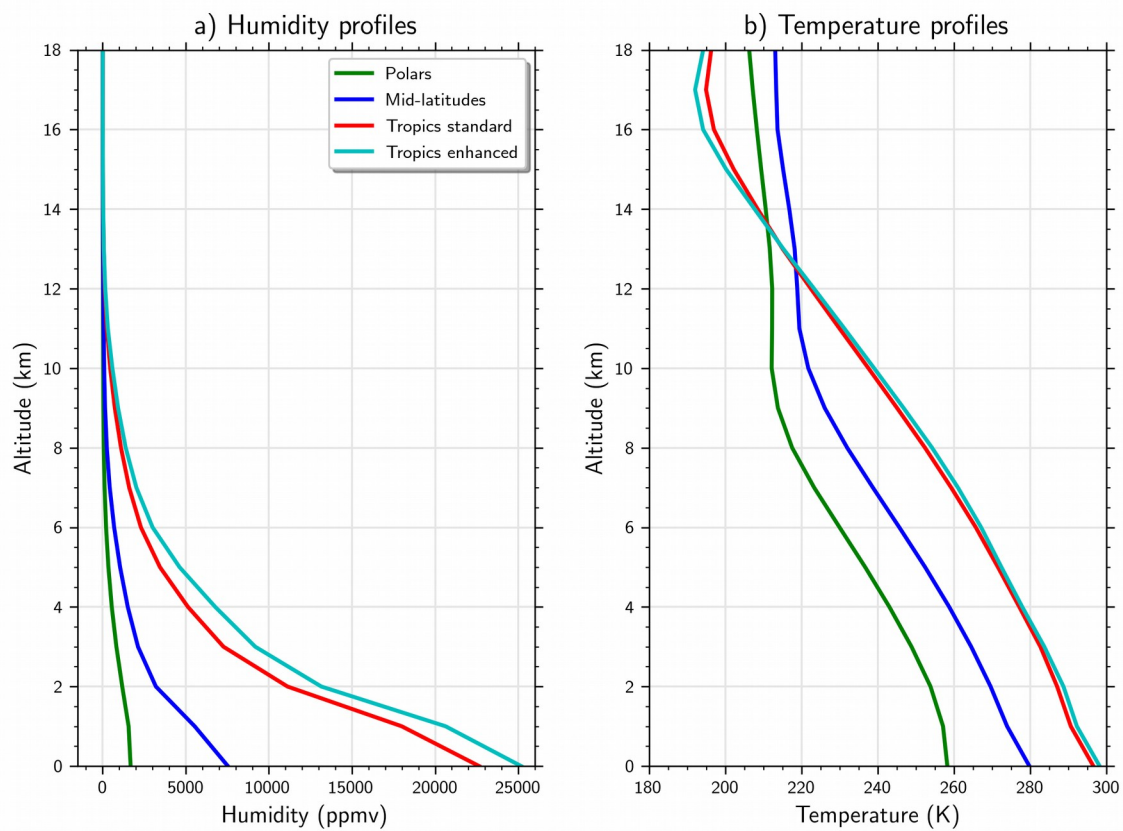 a) Humidity profiles
18
16
14
12
10
8
6
4
2
0
Altitude (km)
Polars
Mid-latitudes
Tropics standard
Tropics enhanced
0 5000 10000 15000 20000 25000
Humidity (ppmv)
b) Temperature profiles
18
16
14
12
10
8
6
4
2
0
Altitude (km)
180 200 220 240 260 280 300
Temperature (K)